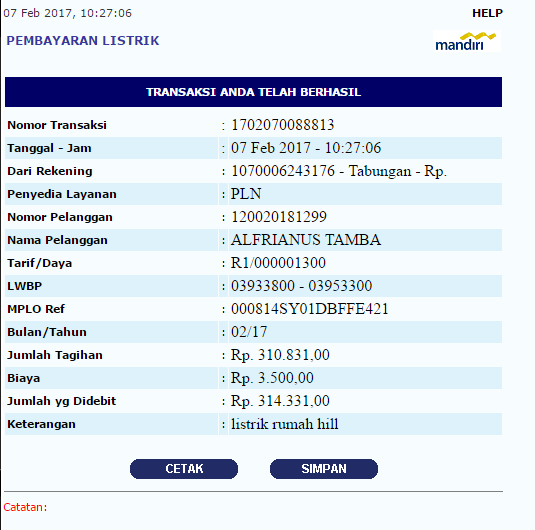 07 Feb 2017, 10:27:06 HELP
PEMBAYARAN LISTRIK mandiri
TRANSAKSI ANDA TELAH BERHASIL
Nomor Transaksi : 1702070088813
Tanggal - Jam : 07 Feb 2017 - 10:27:06
Dari Rekening : 1070006243176 - Tabungan - Rp.
Penyedia Layanan : PLN
Nomor Pelanggan : 120020181299
Nama Pelanggan : ALFRIANUS TAMBA
Tarif/Daya : R1/000001300
LWBP : 03933800 - 03953300
MPLO Ref : 000814SY01DBFFE421
Bulan/Tahun : 02/17
Jumlah Tagihan : Rp. 310.831,00
Biaya : Rp. 3.500,00
Jumlah yg Didebit : Rp. 314.331,00
Keterangan : listrik rumah hill
CETAK SIMPAN
Catatan: